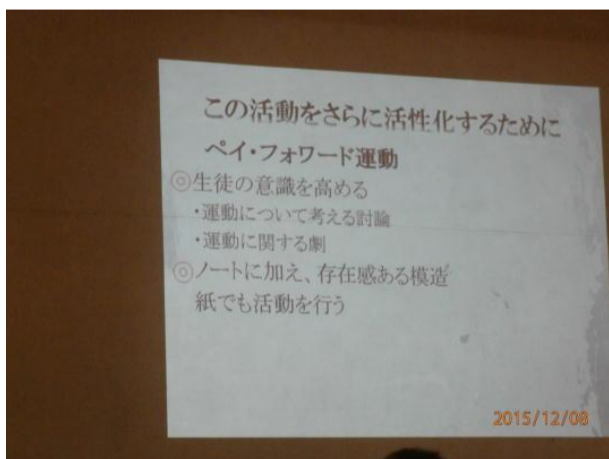 この活動をさらに活性化するために
ペイ・フォワード運動
◎生徒の意識を高める
・運動について考える討論
・運動に関する劇
◎ノートに加え、存在感ある模造
紙でも活動を行う
2015/12/08